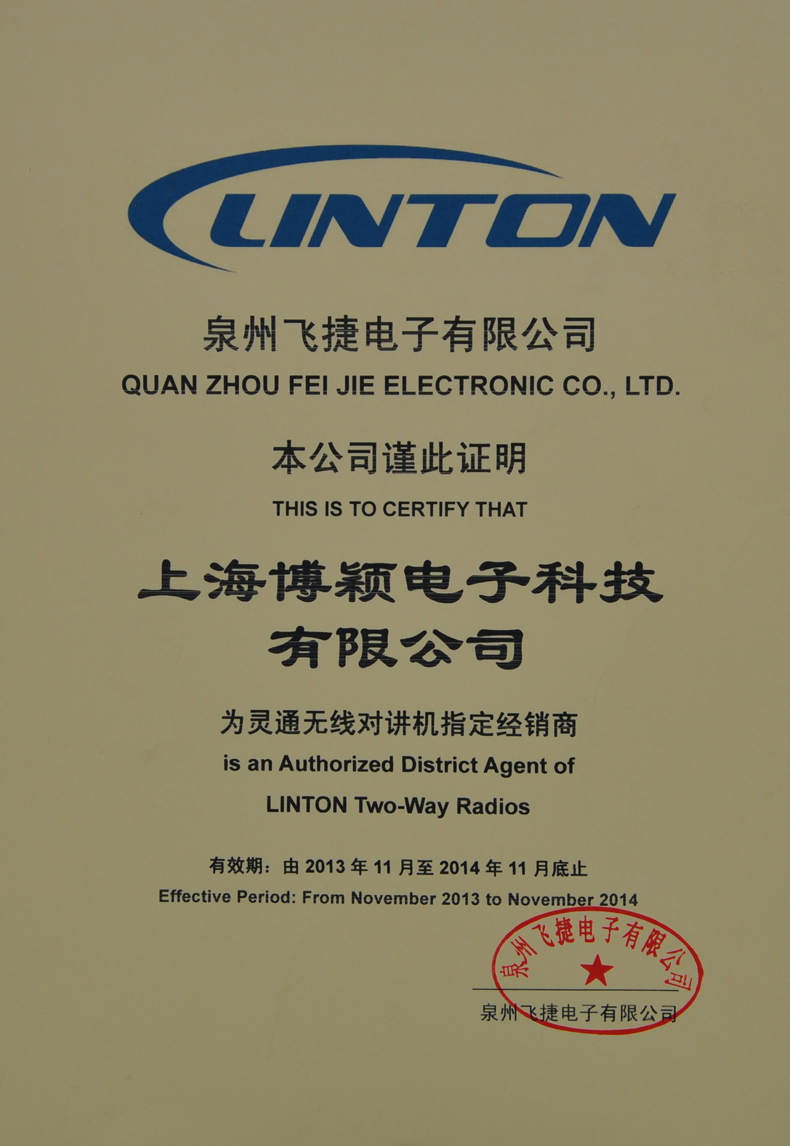 LINTON
泉州飞捷电子有限公司
QUAN ZHOU FEI JIE ELECTRONIC CO., LTD.
本公司谨此证明
THIS IS TO CERTIFY THAT
上海博颖电子科技
有限公司
为灵通无线对讲机指定经销商
is an Authorized District Agent of
LINTON Two-Way Radios
有效期：由 2013 年 11 月至 2014 年 11 月底止
Effective Period: From November 2013 to November 2014
泉州飞捷电子有限公司
泉州飞捷电子有限公司